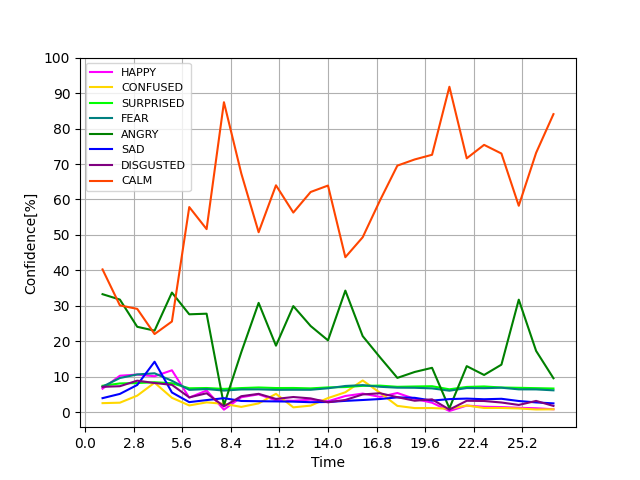 100
90
80
70
60
50
40
30
20
10
0
Confidence[%]
HAPPY
CONFUSED
SURPRISED
FEAR
ANGRY
SAD
DISGUSTED
CALM
0.0 2.8 5.6 8.4 11.2 14.0 16.8 19.6 22.4 25.2
Time